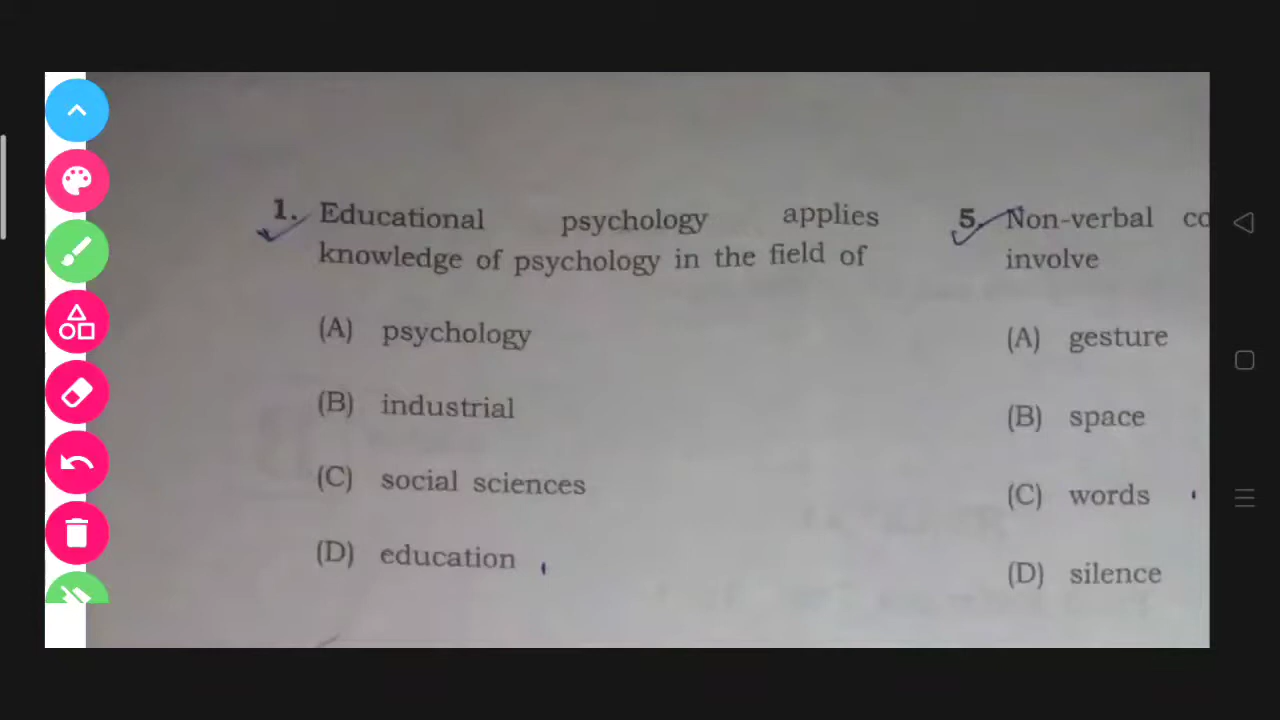 1. Educational psychology applies
knowledge of psychology in the field of
(A) psychology
(B) industrial
(C) social sciences
(D) education
5. Non-verbal
involve
(A) gesture
(B) space
(C) words
(D) silence